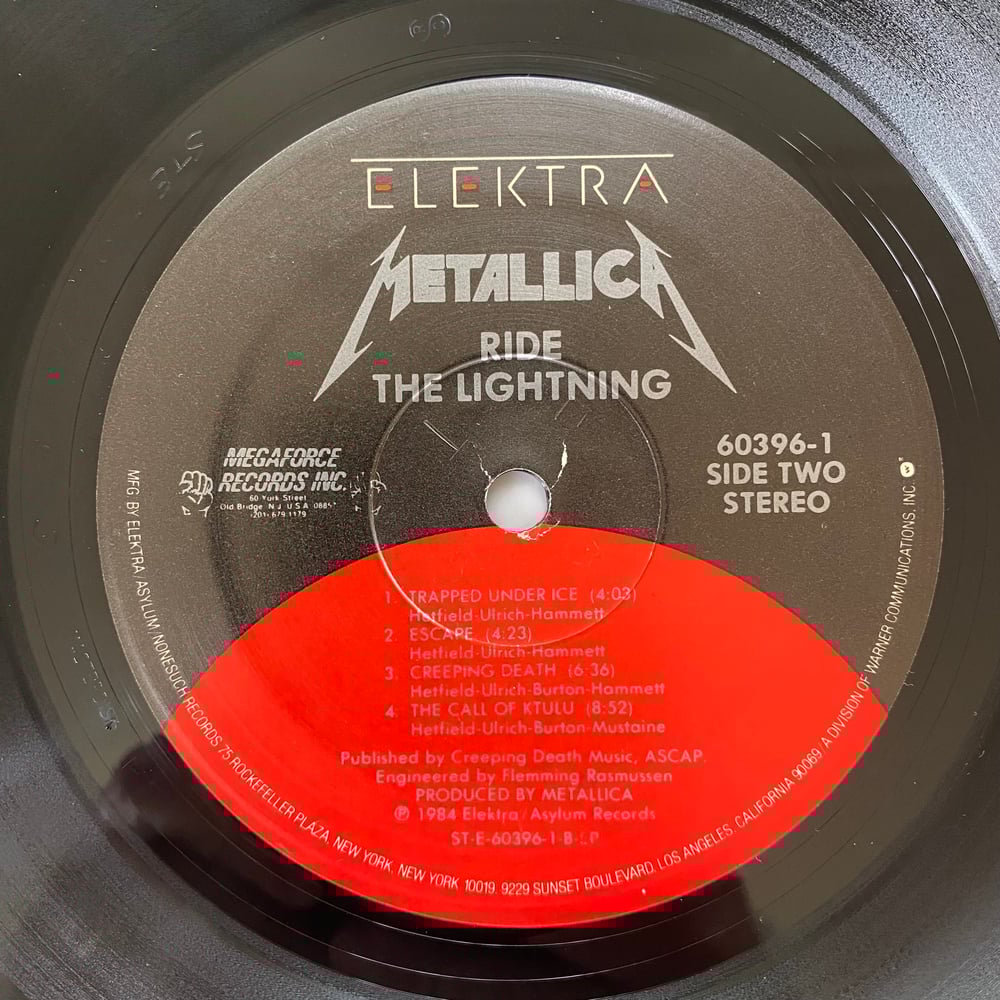 ELEKTRA
METALLICA
RIDE
THE LIGHTNING
MEGAFORCE
RECORDS INC.
60 York Street
Old Bridge N.J. U.S.A.
(201) 679-1179
60396-1
SIDE TWO
STEREO
1. TRAPPED UNDER ICE (4:03)
Hetfield-Ulrich-Hammett
2. ESCAPE (4:23)
Hetfield-Ulrich-Hammett
3. CREEPING DEATH (6:36)
Hetfield-Ulrich-Burton-Hammett
4. THE CALL OF KTULU (8:52)
Hetfield-Ulrich-Burton-Mustaine
Published by Creeping Death Music, ASCAP.
Engineered by Flemming Rasmussen
PRODUCED BY METALLICA
℗ 1984 Elektra/Asylum Records
ST-E-60396-1-B-SP
MFG. BY ELEKTRA/ASYLUM/NONESUCH RECORDS 75 ROCKEFELLER PLAZA, NEW YORK, NEW YORK 10019. 9229 SUNSET BOULEVARD, LOS ANGELES, CALIFORNIA 90069 /A DIVISION OF WARNER COMMUNICATIONS, INC.